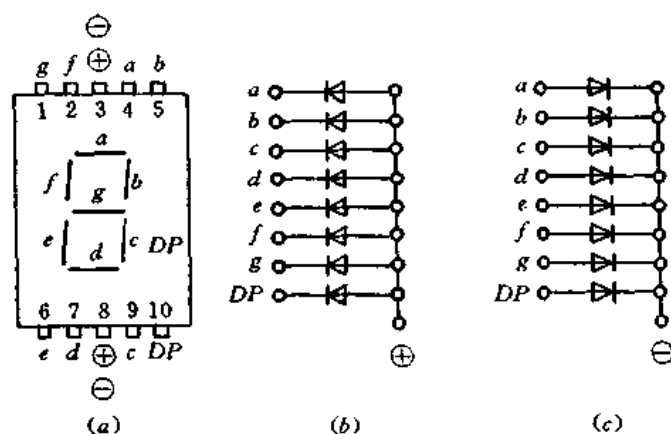 ⊖
⊕
g f a b
1 2 3 4 5
a
f g b
e d c DP
6 7 8 9 10
e d ⊕ c DP
⊖
(a)
a
b
c
d
e
f
g
DP
⊕
(b)
a
b
c
d
e
f
g
DP
⊖
(c)